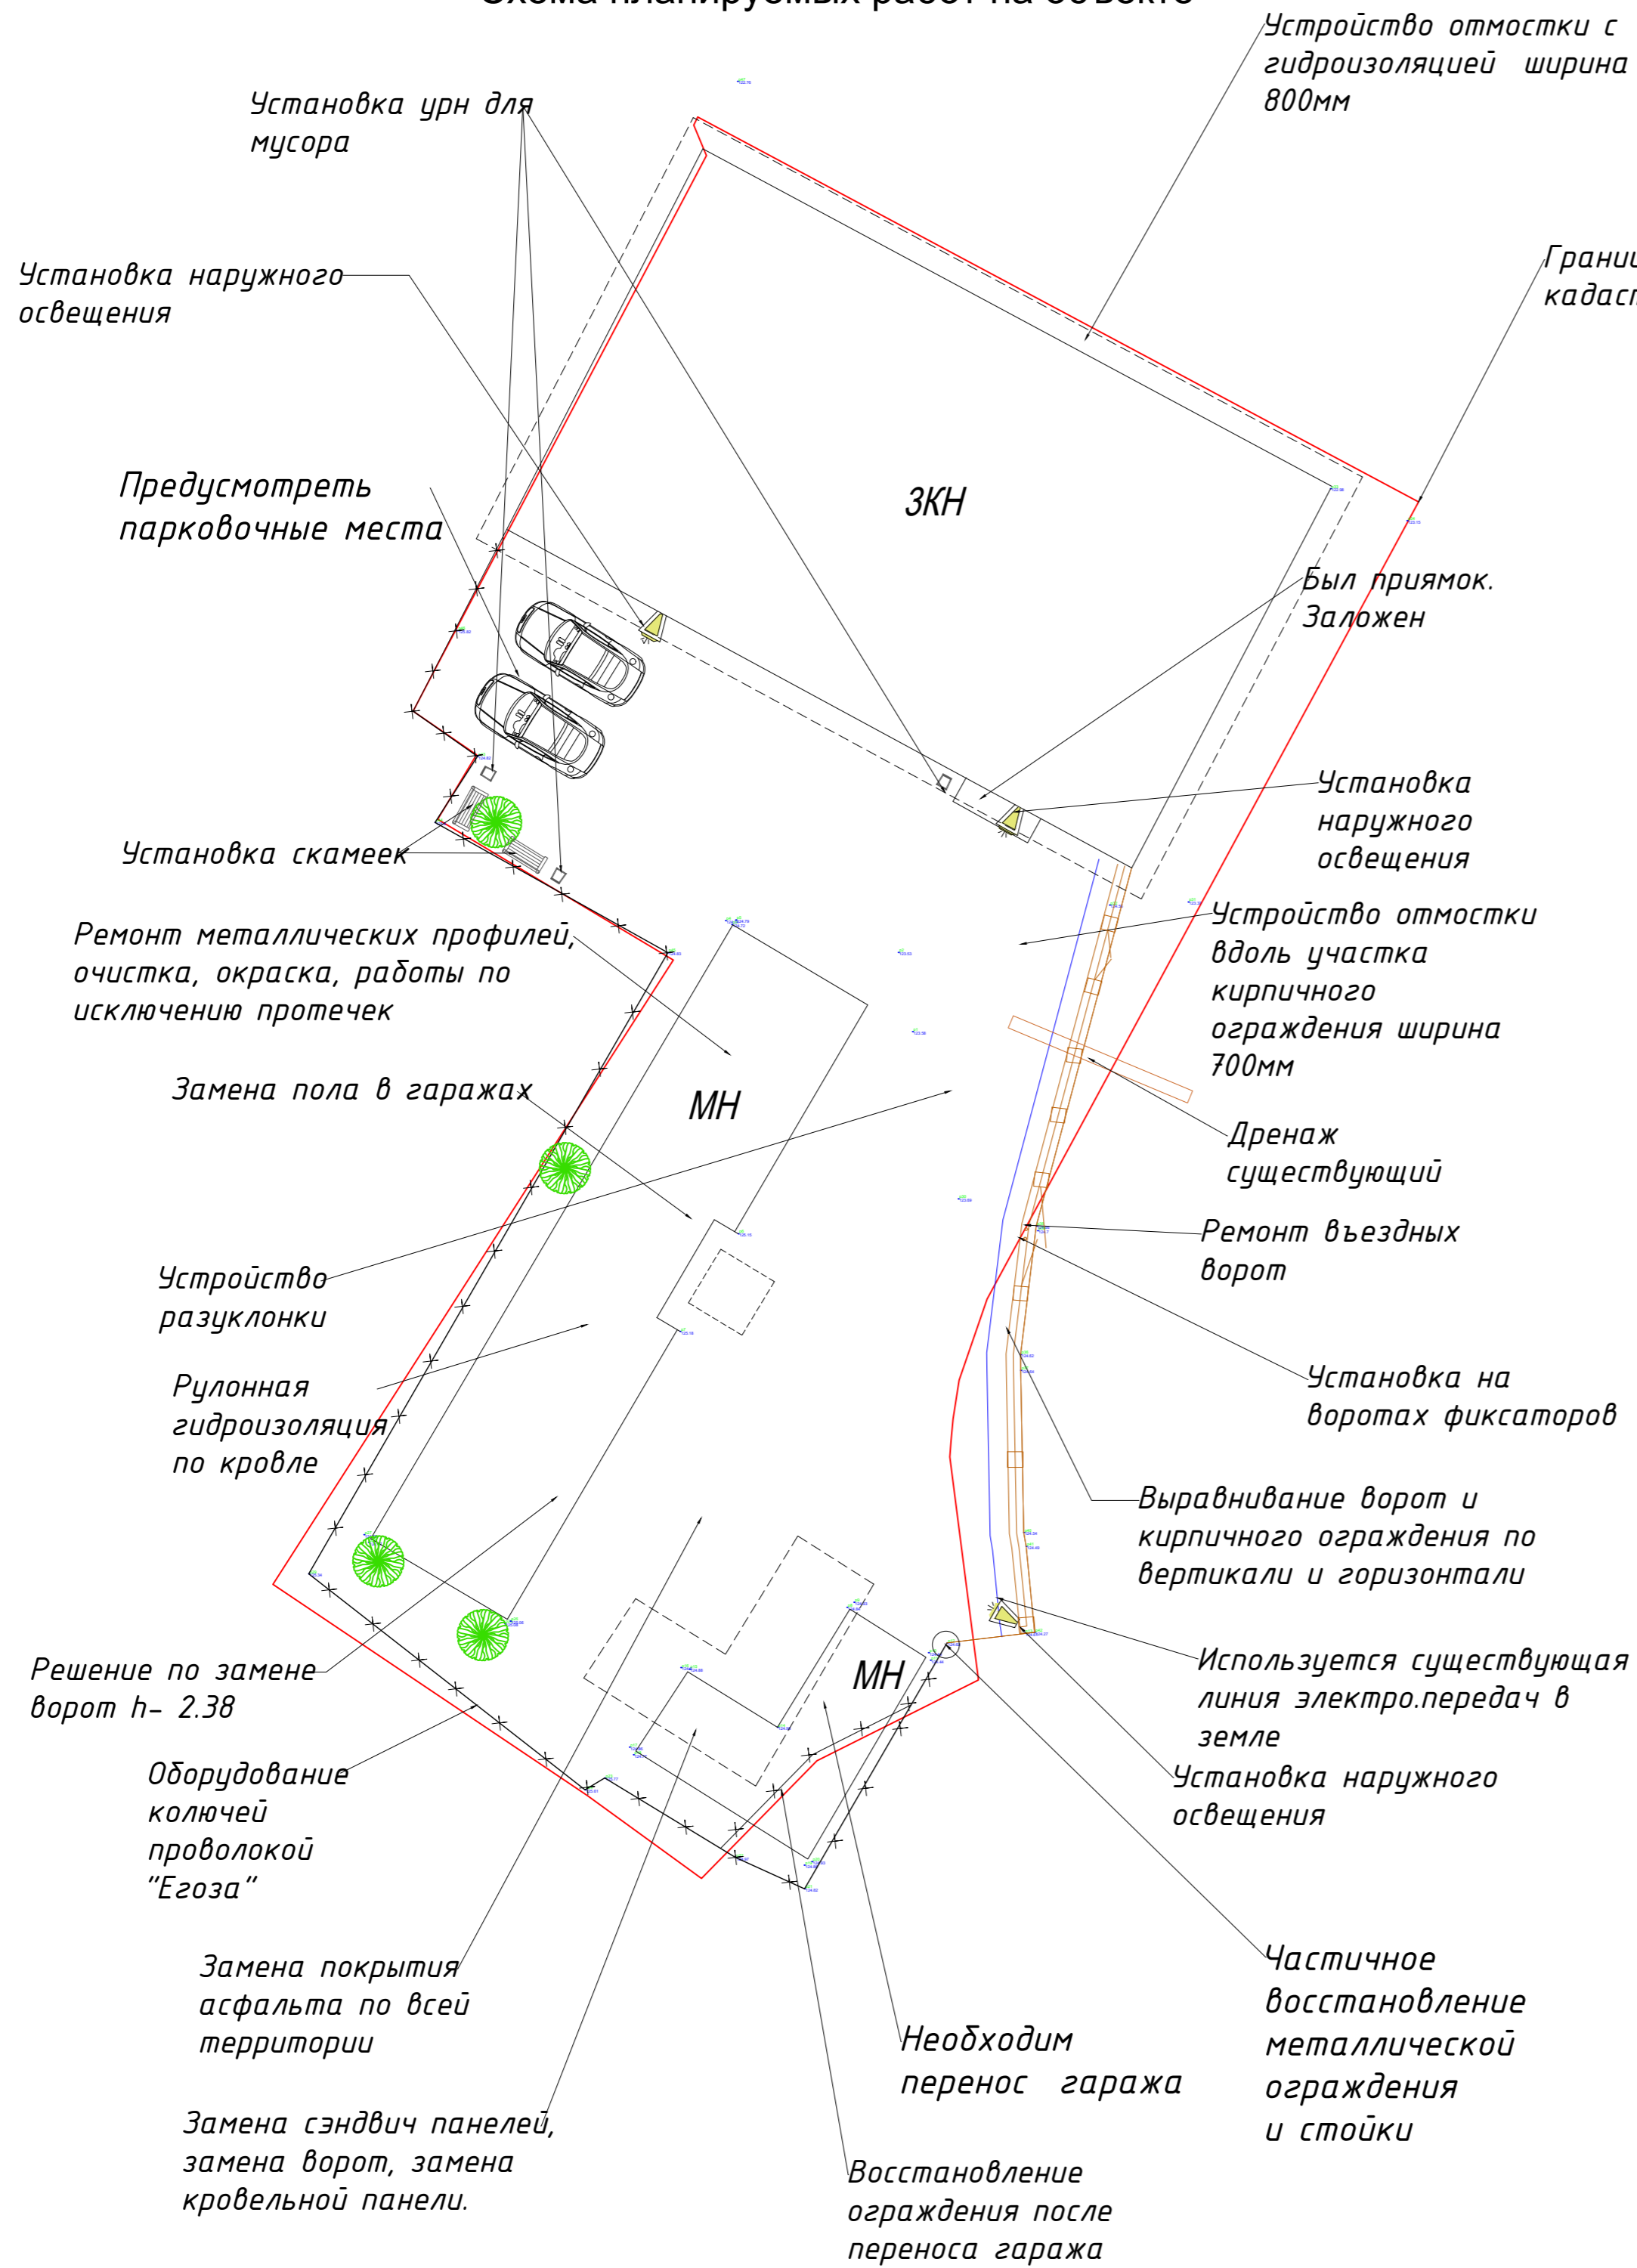 Схема планируемых работ на объекте
Устройство отмостки с
гидроизоляцией ширина
800мм
Установка урн для
мусора
Установка наружного
освещения
кадаст
Предусмотреть
парковочные места
ЗКН
Был приямок.
Заложен
Установка
наружного
освещения
Установка скамеек
Устройство отмостки
вдоль участка
кирпичного
ограждения ширина
700мм
Ремонт металлических профилей,
очистка, окраска, работы по
исключению протечек
Замена пола в гаражах
МН
Дренаж
существующий
Ремонт въездных
ворот
Устройство
разуклонки
Рулонная
гидроизоляция
по кровле
Установка на
воротах фиксаторов
Выравнивание ворот и
кирпичного ограждения по
вертикали и горизонтали
Решение по замене
ворот h- 2.38
МН
Используется существующая
линия электро.передач в
земле
Установка наружного
освещения
Оборудование
колючей
проволокой
"Егоза"
Замена покрытия
асфальта по всей
территории
Необходим
перенос гаража
Частичное
восстановление
металлической
ограждения
и стойки
Замена сэндвич панелей,
замена ворот, замена
кровельной панели.
Восстановление
ограждения после
переноса гаража